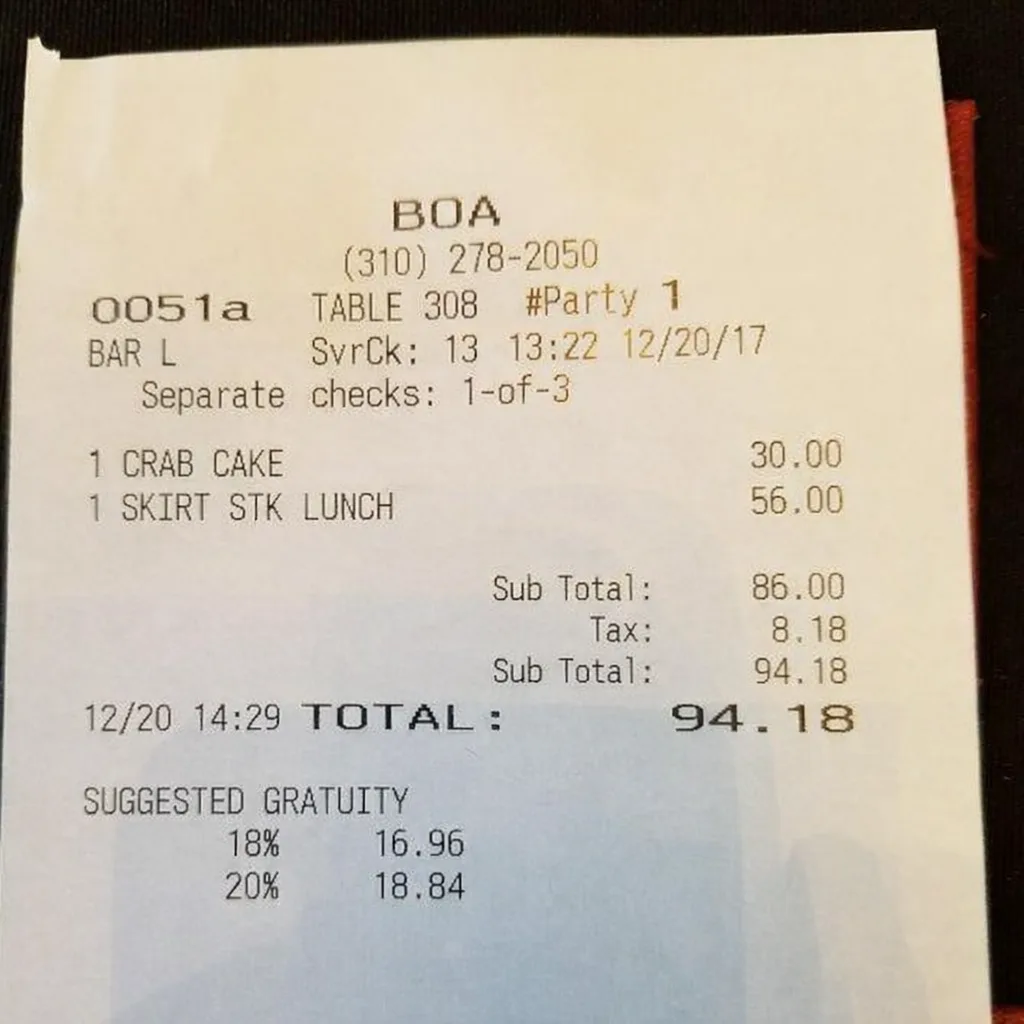 BOA
(310) 278-2050
0051a TABLE 308 #Party 1
BAR L SvrCk: 13 13:22 12/20/17
Separate checks: 1-of-3
1 CRAB CAKE 30.00
1 SKIRT STK LUNCH 56.00
Sub Total: 86.00
Tax: 8.18
Sub Total: 94.18
12/20 14:29 TOTAL: 94.18
SUGGESTED GRATUITY
18% 16.96
20% 18.84